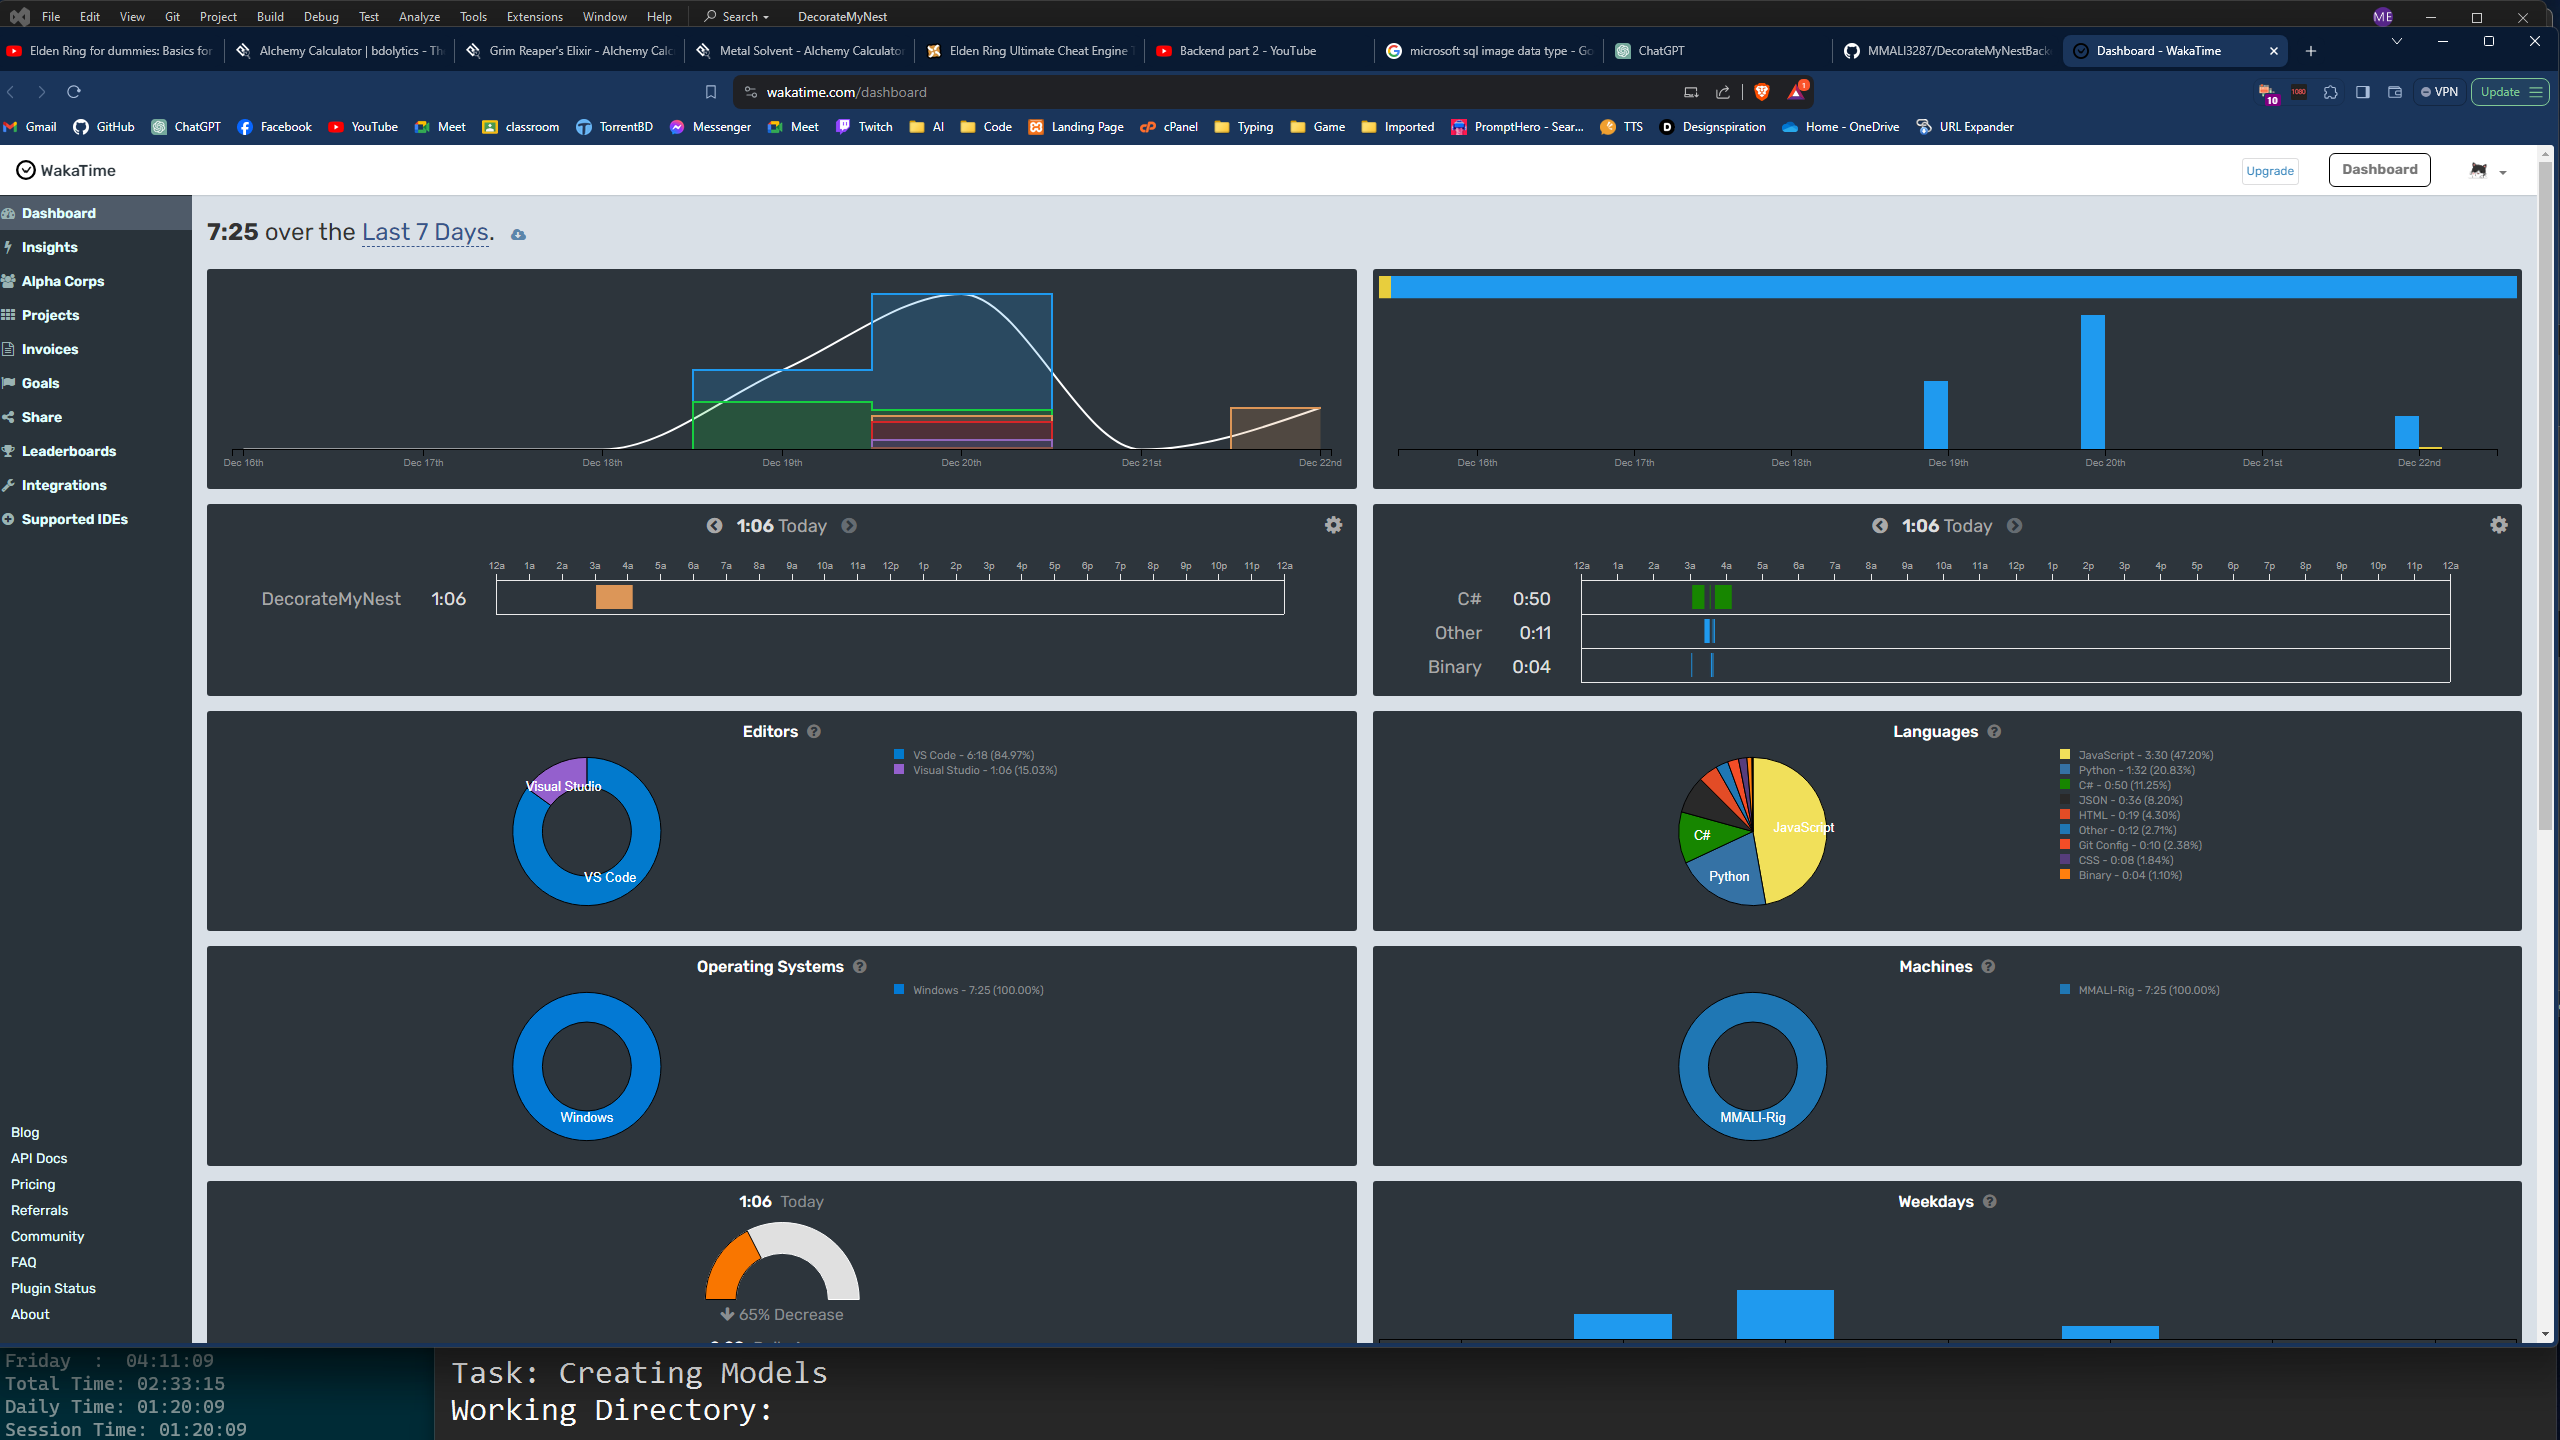 File Edit View Git Project Build Debug Test Analyze Tools Extensions Window Help Search DecorateMyNest ME
Elden Ring for dummies: Basics for
Alchemy Calculator | bdolytics - Th
Grim Reaper's Elixir - Alchemy Calc
Metal Solvent - Alchemy Calculator
Elden Ring Ultimate Cheat Engine
Backend part 2 - YouTube
microsoft sql image data type - Go
ChatGPT
MMALI3287/DecorateMyNestBack
Dashboard - WakaTime
wakatime.com/dashboard
1
10
1080
VPN
Update
Gmail GitHub ChatGPT Facebook YouTube Meet classroom TorrentBD Messenger Meet Twitch AI Code Landing Page cPanel Typing Game Imported PromptHero - Sear... TTS Designspiration Home - OneDrive URL Expander
WakaTime
Upgrade
Dashboard
Dashboard
Insights
Alpha Corps
Projects
Invoices
Goals
Share
Leaderboards
Integrations
Supported IDEs
Blog
API Docs
Pricing
Referrals
Community
FAQ
Plugin Status
About
7:25 over the Last 7 Days.
Dec 16th Dec 17th Dec 18th Dec 19th Dec 20th Dec 21st Dec 22nd
Dec 16th Dec 17th Dec 18th Dec 19th Dec 20th Dec 21st Dec 22nd
1:06 Today
12a 1a 2a 3a 4a 5a 6a 7a 8a 9a 10a 11a 12p 1p 2p 3p 4p 5p 6p 7p 8p 9p 10p 11p 12a
DecorateMyNest 1:06
1:06 Today
12a 1a 2a 3a 4a 5a 6a 7a 8a 9a 10a 11a 12p 1p 2p 3p 4p 5p 6p 7p 8p 9p 10p 11p 12a
C# 0:50
Other 0:11
Binary 0:04
Editors
Visual Studio
VS Code
VS Code - 6:18 (84.97%)
Visual Studio - 1:06 (15.03%)
Languages
JavaScript
C#
Python
JavaScript - 3:30 (47.20%)
Python - 1:32 (20.83%)
C# - 0:50 (11.25%)
JSON - 0:36 (8.20%)
HTML - 0:19 (4.30%)
Other - 0:12 (2.71%)
Git Config - 0:10 (2.38%)
CSS - 0:08 (1.84%)
Binary - 0:04 (1.10%)
Operating Systems
Windows
Windows - 7:25 (100.00%)
Machines
MMALI-Rig
MMALI-Rig - 7:25 (100.00%)
1:06 Today
65% Decrease
Weekdays
Friday : 04:11:09
Total Time: 02:33:15
Daily Time: 01:20:09
Session Time: 01:20:09
Task: Creating Models
Working Directory: